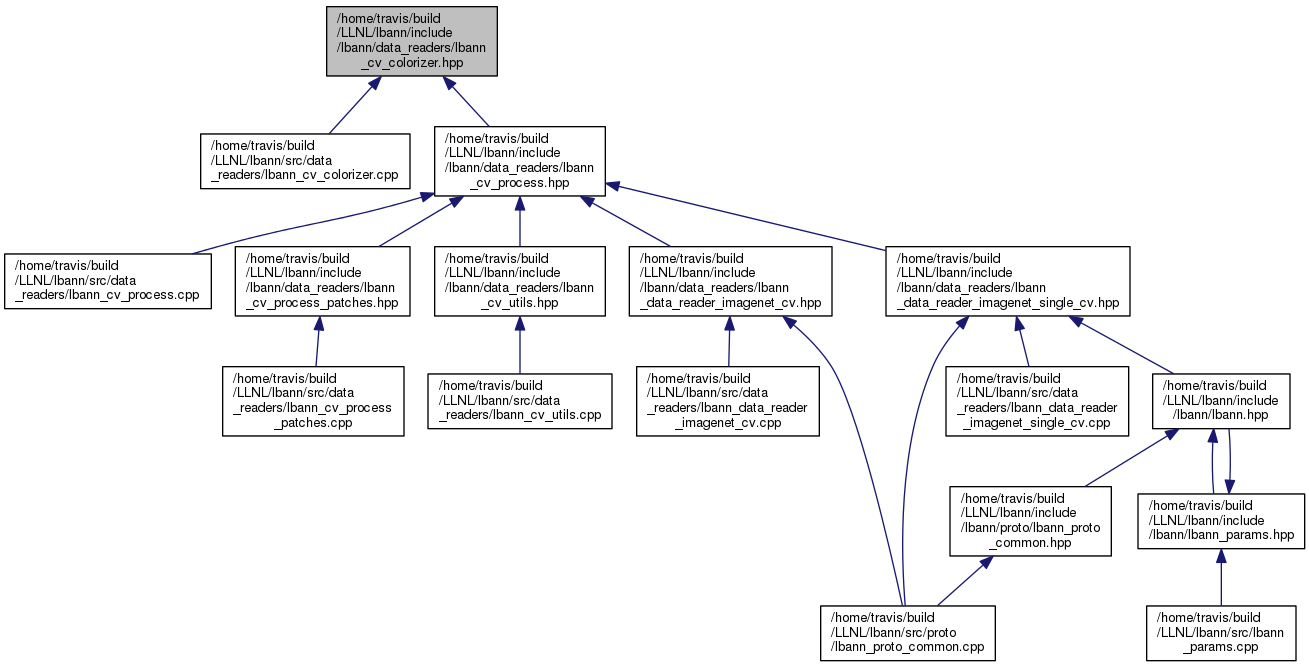 /home/travis/build
/LLNL/lbann/include
/lbann/data_readers/lbann
_cv_colorizer.hpp
/home/travis/build
/LLNL/lbann/src/data
_readers/lbann_cv_colorizer.cpp
/home/travis/build
/LLNL/lbann/include
/lbann/data_readers/lbann
_cv_process.hpp
/home/travis/build
/LLNL/lbann/src/data
_readers/lbann_cv_process.cpp
/home/travis/build
/LLNL/lbann/include
/lbann/data_readers/lbann
_cv_process_patches.hpp
/home/travis/build
/LLNL/lbann/include
/lbann/data_readers/lbann
_cv_utils.hpp
/home/travis/build
/LLNL/lbann/include
/lbann/data_readers/lbann
_data_reader_imagenet_cv.hpp
/home/travis/build
/LLNL/lbann/include
/lbann/data_readers/lbann
_data_reader_imagenet_single_cv.hpp
/home/travis/build
/LLNL/lbann/src/data
_readers/lbann_cv_process
_patches.cpp
/home/travis/build
/LLNL/lbann/src/data
_readers/lbann_cv_utils.cpp
/home/travis/build
/LLNL/lbann/src/data
_readers/lbann_data_reader
_imagenet_cv.cpp
/home/travis/build
/LLNL/lbann/src/data
_readers/lbann_data_reader
_imagenet_single_cv.cpp
/home/travis/build
/LLNL/lbann/include
/lbann/lbann.hpp
/home/travis/build
/LLNL/lbann/include
/lbann/proto/lbann_proto
_common.hpp
/home/travis/build
/LLNL/lbann/include
/lbann/lbann_params.hpp
/home/travis/build
/LLNL/lbann/src/proto
/lbann_proto_common.cpp
/home/travis/build
/LLNL/lbann/src/lbann
_params.cpp